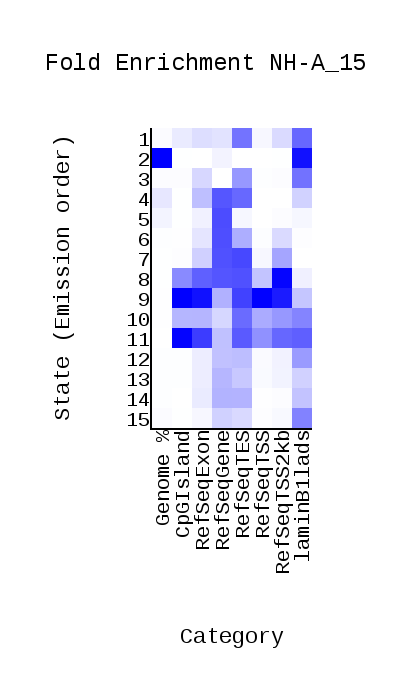 Fold Enrichment NH-A_15
State (Emission order)
1
2
3
4
5
6
7
8
9
10
11
12
13
14
15
Genome %
CpGIsland
RefSeqExon
RefSeqGene
RefSeqTES
RefSeqTSS
RefSeqTSS2kb
laminB1lads
Category